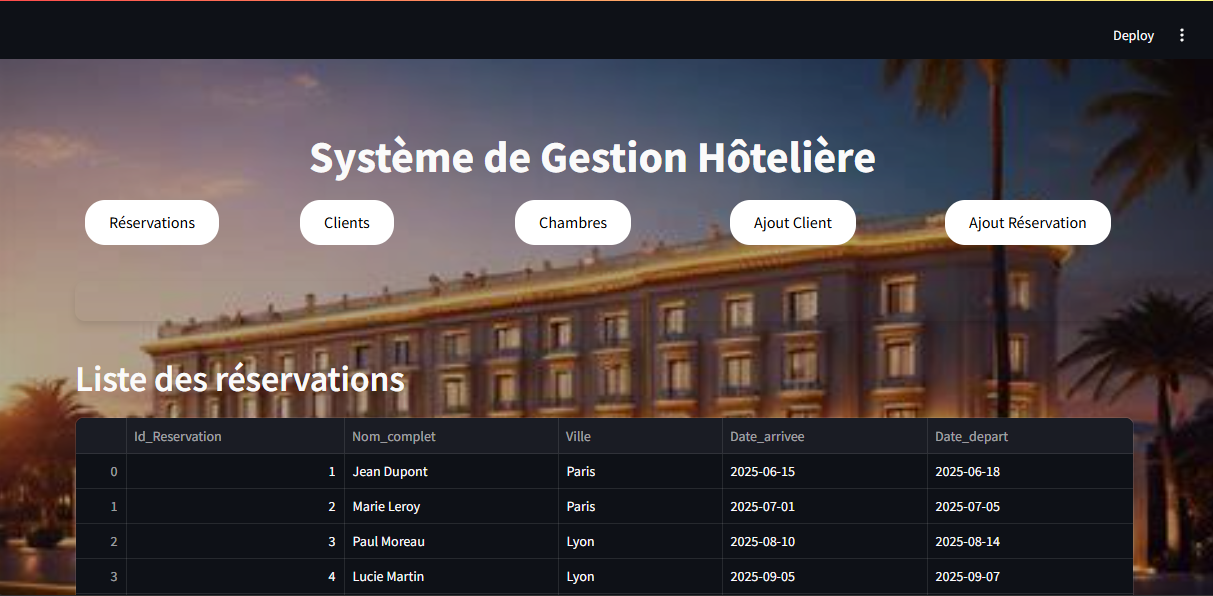 Deploy
Système de Gestion Hôtelière
Réservations Clients Chambres Ajout Client Ajout Réservation
Liste des réservations
Id_Reservation Nom_complet Ville Date_arrivee Date_depart
0 1 Jean Dupont Paris 2025-06-15 2025-06-18
1 2 Marie Leroy Paris 2025-07-01 2025-07-05
2 3 Paul Moreau Lyon 2025-08-10 2025-08-14
3 4 Lucie Martin Lyon 2025-09-05 2025-09-07